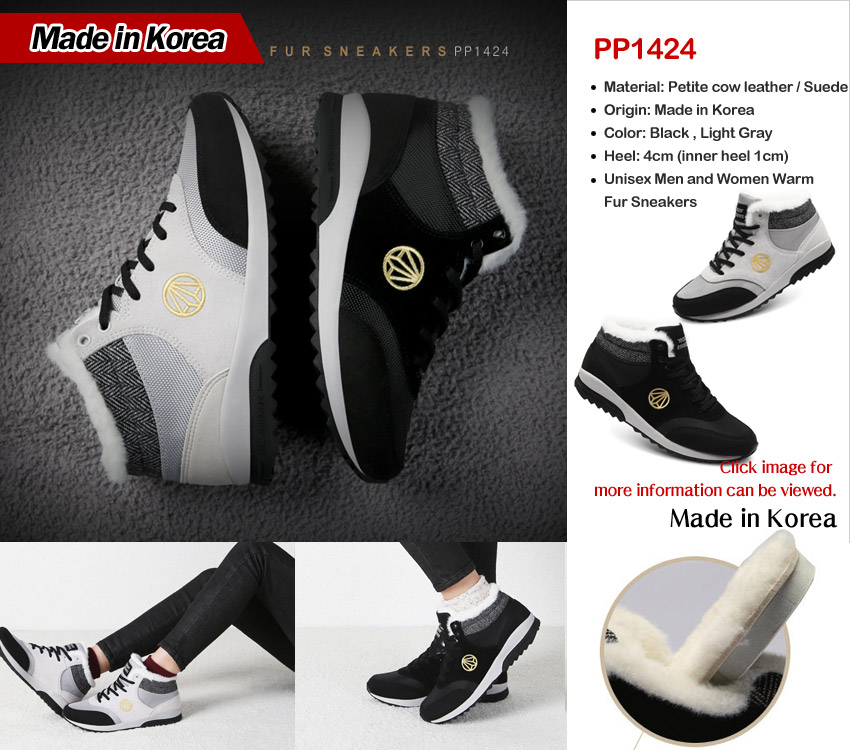 Made in Korea
FUR SNEAKERS PP1424
PP1424
• Material: Petite cow leather / Suede
• Origin: Made in Korea
• Color: Black , Light Gray
• Heel: 4cm (inner heel 1cm)
• Unisex Men and Women Warm
Fur Sneakers
Click image for
more information can be viewed.
Made in Korea